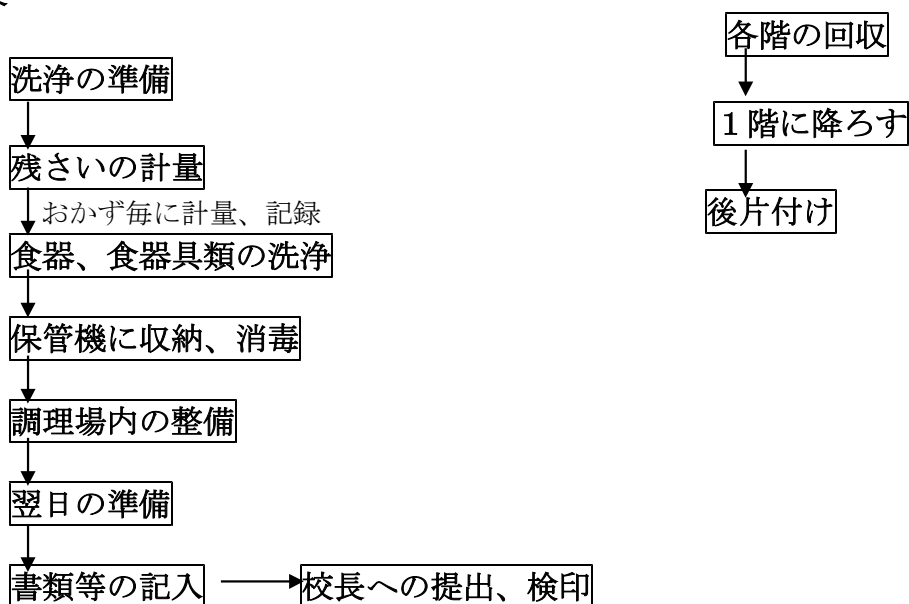 各階の回収
洗浄の準備
１階に降ろす
残さいの計量
後片付け
おかず毎に計量、記録
食器、食器具類の洗浄
保管機に収納、消毒
調理場内の整備
翌日の準備
書類等の記入
校長への提出、検印